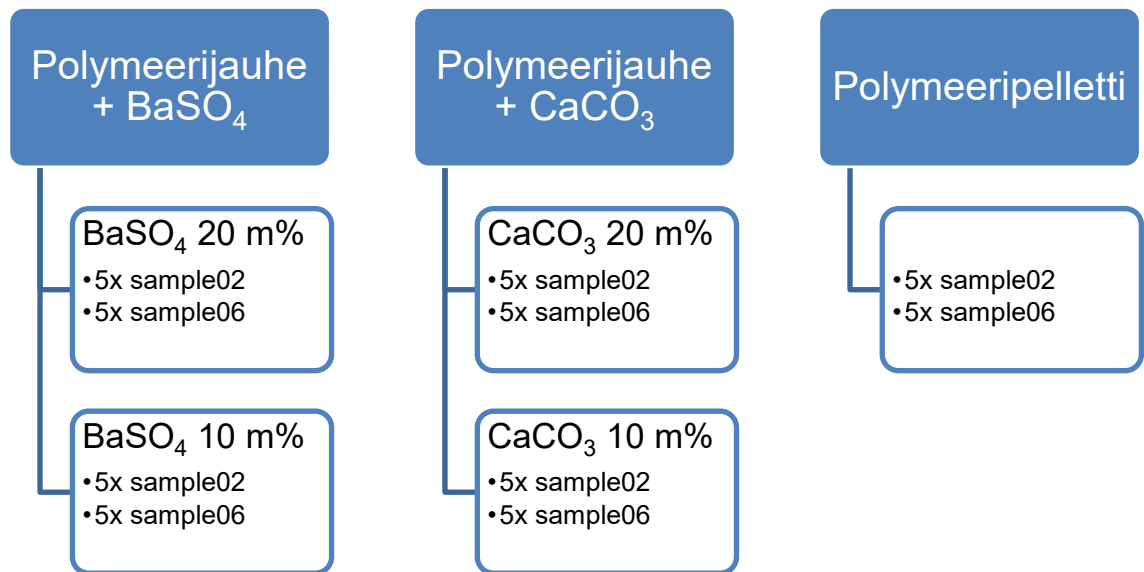 Polymeerijauhe
+ BaSO₄
BaSO₄ 20 m%
•5x sample02
•5x sample06
BaSO₄ 10 m%
•5x sample02
•5x sample06
Polymeerijauhe
+ CaCO₃
CaCO₃ 20 m%
•5x sample02
•5x sample06
CaCO₃ 10 m%
•5x sample02
•5x sample06
Polymeeripelletti
•5x sample02
•5x sample06